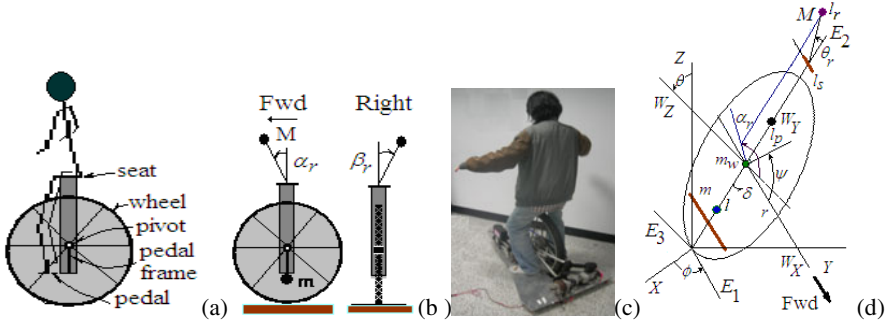 seat
wheel
pivot
pedal
frame
pedal
(a)
Fwd
M
α_r
m
Right
β_r
(b)
(c)
M
l_r
E_2
θ_r
l_s
Z
θ
W_Z
α_r
W_Y
l_p
m_w
ψ
m
δ
l
r
E_3
X
φ
E_1
W_X
Y
Fwd
(d)